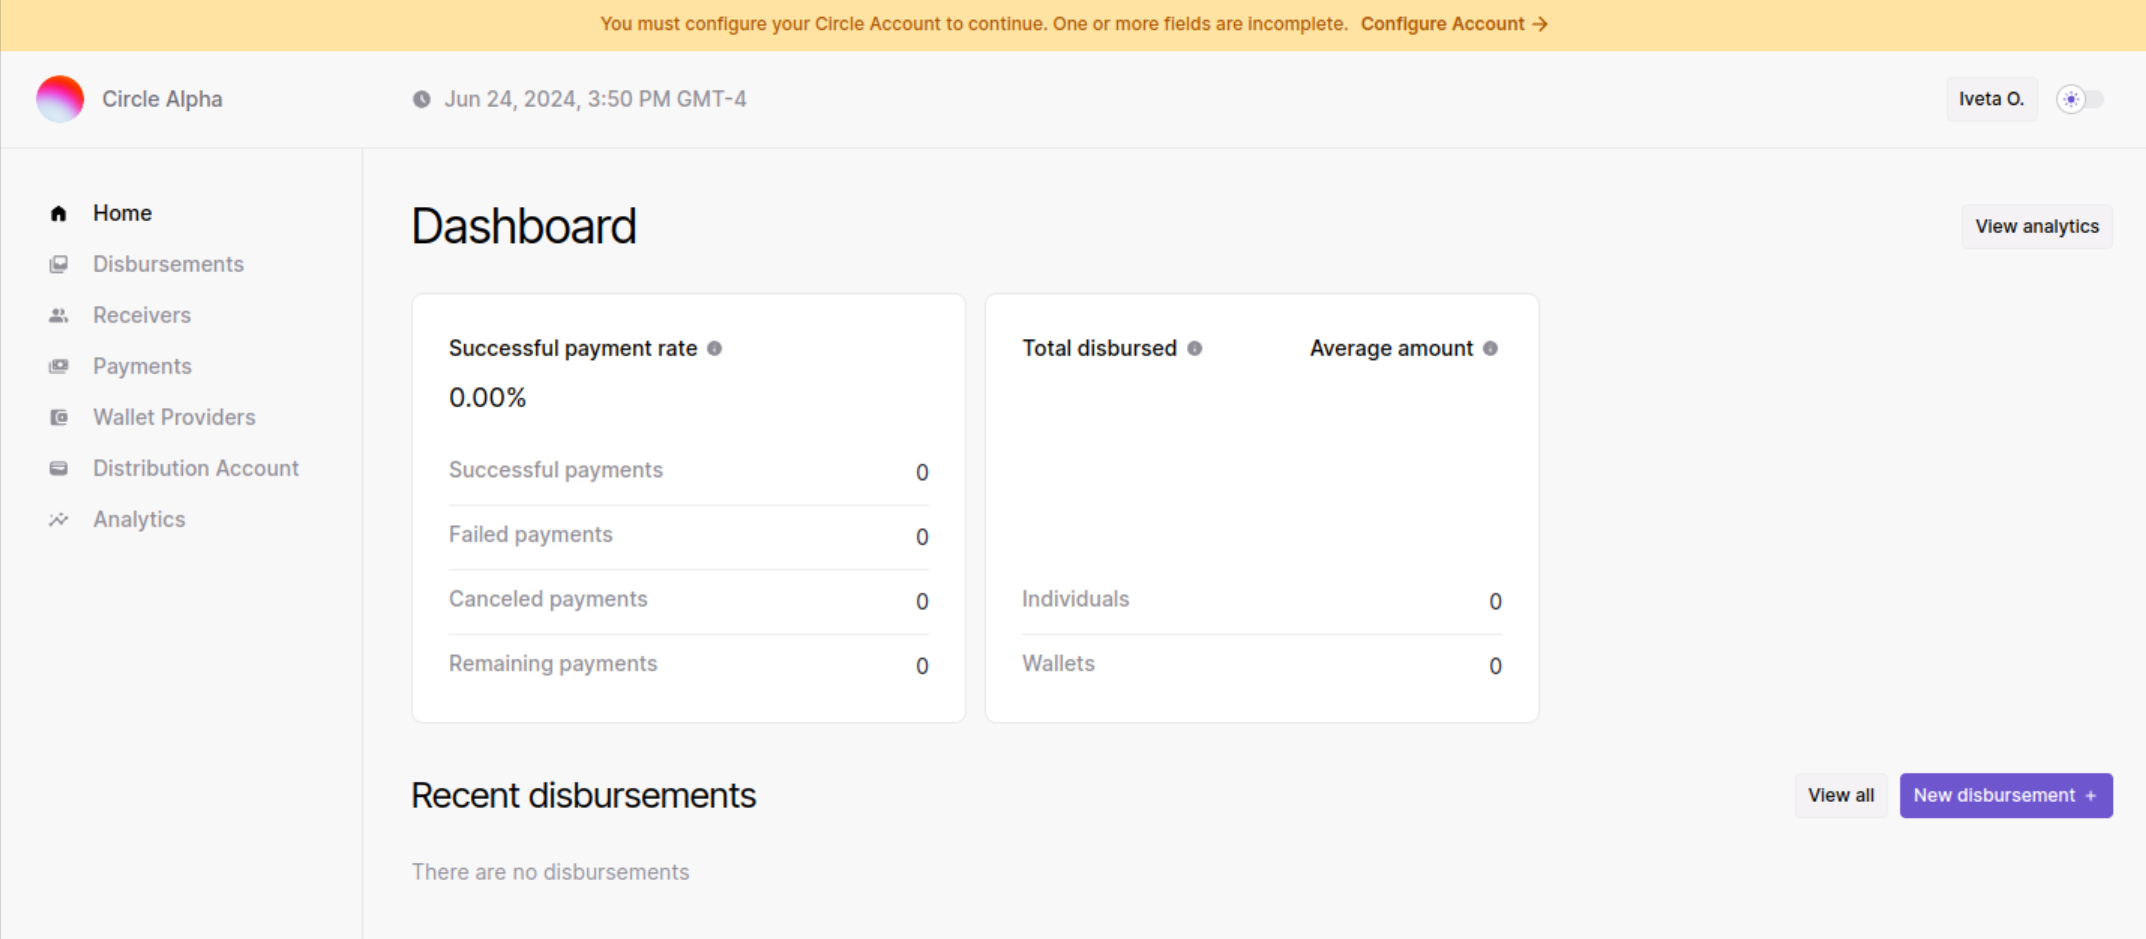 You must configure your Circle Account to continue. One or more fields are incomplete. Configure Account →
Circle Alpha
Jun 24, 2024, 3:50 PM GMT-4
Iveta O.
Home
Disbursements
Receivers
Payments
Wallet Providers
Distribution Account
Analytics
Dashboard
View analytics
Successful payment rate
0.00%
Successful payments 0
Failed payments 0
Canceled payments 0
Remaining payments 0
Total disbursed Average amount
Individuals 0
Wallets 0
Recent disbursements
View all
New disbursement +
There are no disbursements